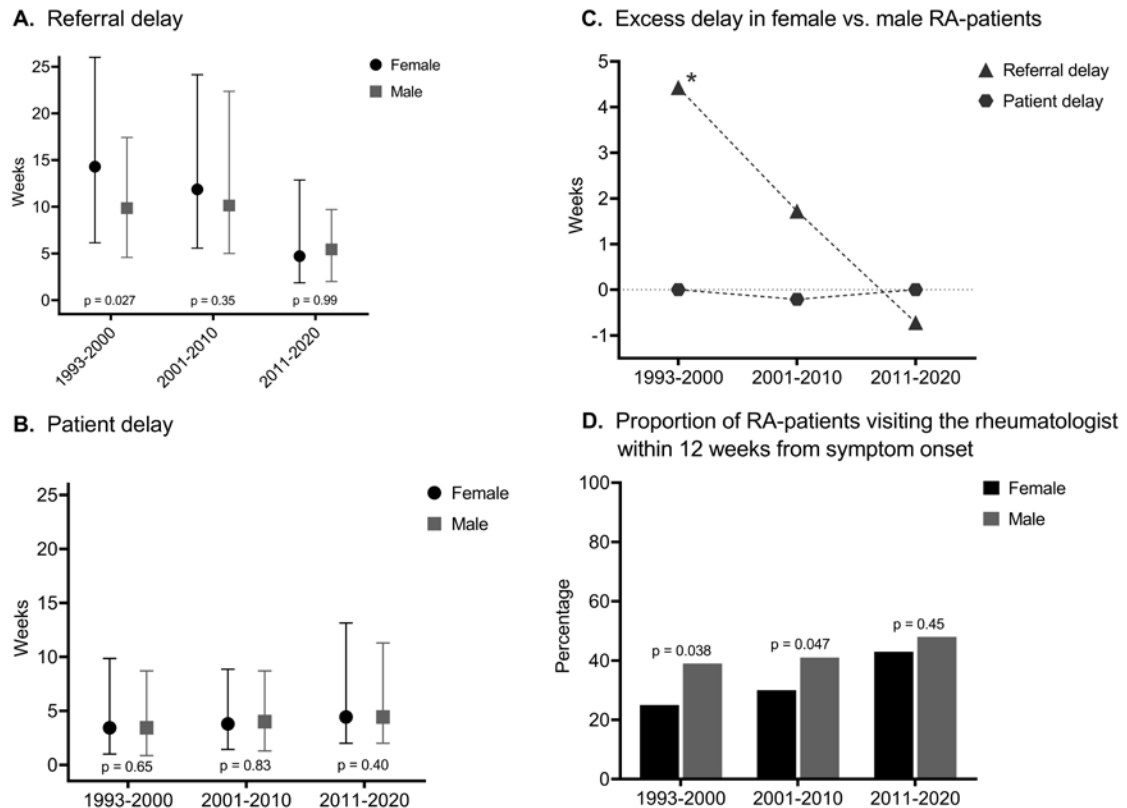 A. Referral delay
25
20
15
10
5
0
Weeks
Female
Male
p = 0.027
p = 0.35
p = 0.99
1993-2000
2001-2010
2011-2020
B. Patient delay
25
20
15
10
5
0
Weeks
Female
Male
p = 0.65
p = 0.83
p = 0.40
1993-2000
2001-2010
2011-2020
C. Excess delay in female vs. male RA-patients
5
4
3
2
1
0
-1
Weeks
*
Referral delay
Patient delay
1993-2000
2001-2010
2011-2020
D. Proportion of RA-patients visiting the rheumatologist
within 12 weeks from symptom onset
100
80
60
40
20
0
Percentage
Female
Male
p = 0.038
p = 0.047
p = 0.45
1993-2000
2001-2010
2011-2020